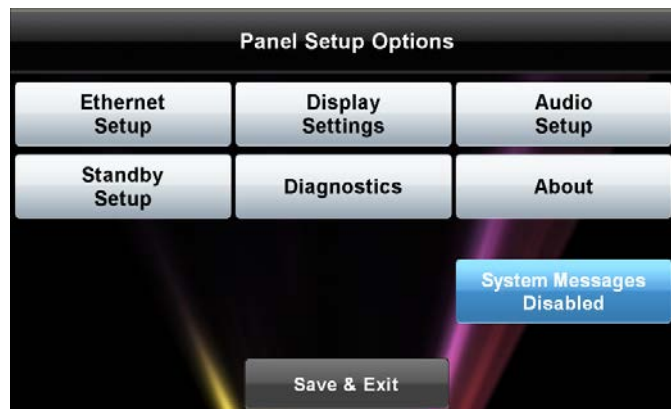 Panel Setup Options
Ethernet
Setup
Display
Settings
Audio
Setup
Standby
Setup
Diagnostics
About
System Messages
Disabled
Save & Exit